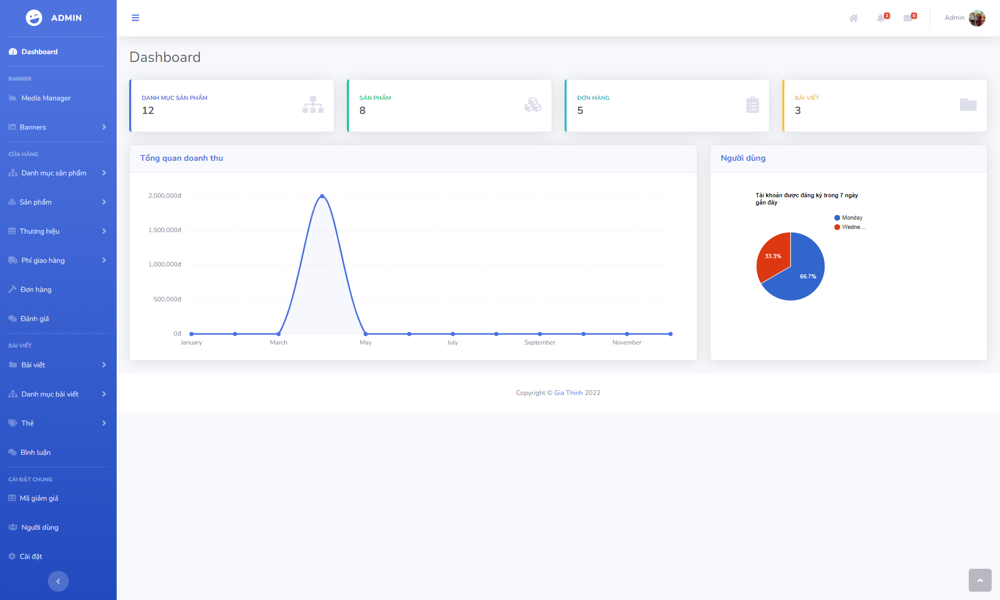 ADMIN
Dashboard
BANNER
Media Manager
Banners
CỬA HÀNG
Danh mục sản phẩm
Sản phẩm
Thương hiệu
Phí giao hàng
Đơn hàng
Đánh giá
BÀI VIẾT
Bài viết
Danh mục bài viết
Thẻ
Bình luận
CÀI ĐẶT CHUNG
Mã giảm giá
Người dùng
Cài đặt
2
0
Admin
Dashboard
DANH MỤC SẢN PHẨM
12
SẢN PHẨM
8
ĐƠN HÀNG
5
BÀI VIẾT
3
Tổng quan doanh thu
2,000,000đ
1,500,000đ
1,000,000đ
500,000đ
0đ
January March May July September November
Người dùng
Tài khoản được đăng ký trong 7 ngày
gần đây
Monday
Wedne...
33.3%
66.7%
Copyright © Gia Thinh 2022